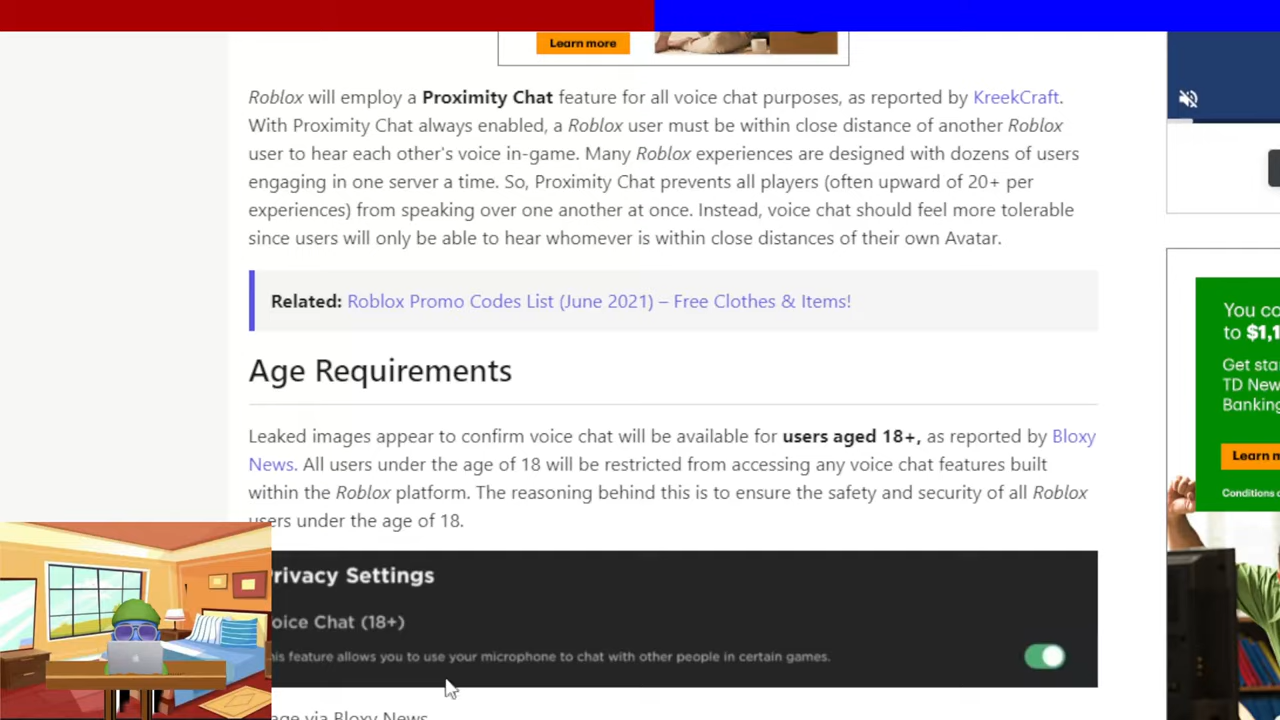 Learn more
Roblox will employ a Proximity Chat feature for all voice chat purposes, as reported by KreekCraft.
With Proximity Chat always enabled, a Roblox user must be within close distance of another Roblox
user to hear each other's voice in-game. Many Roblox experiences are designed with dozens of users
engaging in one server a time. So, Proximity Chat prevents all players (often upward of 20+ per
experiences) from speaking over one another at once. Instead, voice chat should feel more tolerable
since users will only be able to hear whomever is within close distances of their own Avatar.
Related: Roblox Promo Codes List (June 2021) – Free Clothes & Items!
Age Requirements
Leaked images appear to confirm voice chat will be available for users aged 18+, as reported by Bloxy
News. All users under the age of 18 will be restricted from accessing any voice chat features built
within the Roblox platform. The reasoning behind this is to ensure the safety and security of all Roblox
users under the age of 18.
rivacy Settings
oice Chat (18+)
is feature allows you to use your microphone to chat with other people in certain games.
age via Bloxy News
You co
to $1,1
Get sta
TD New
Banking
Learn m
Conditions